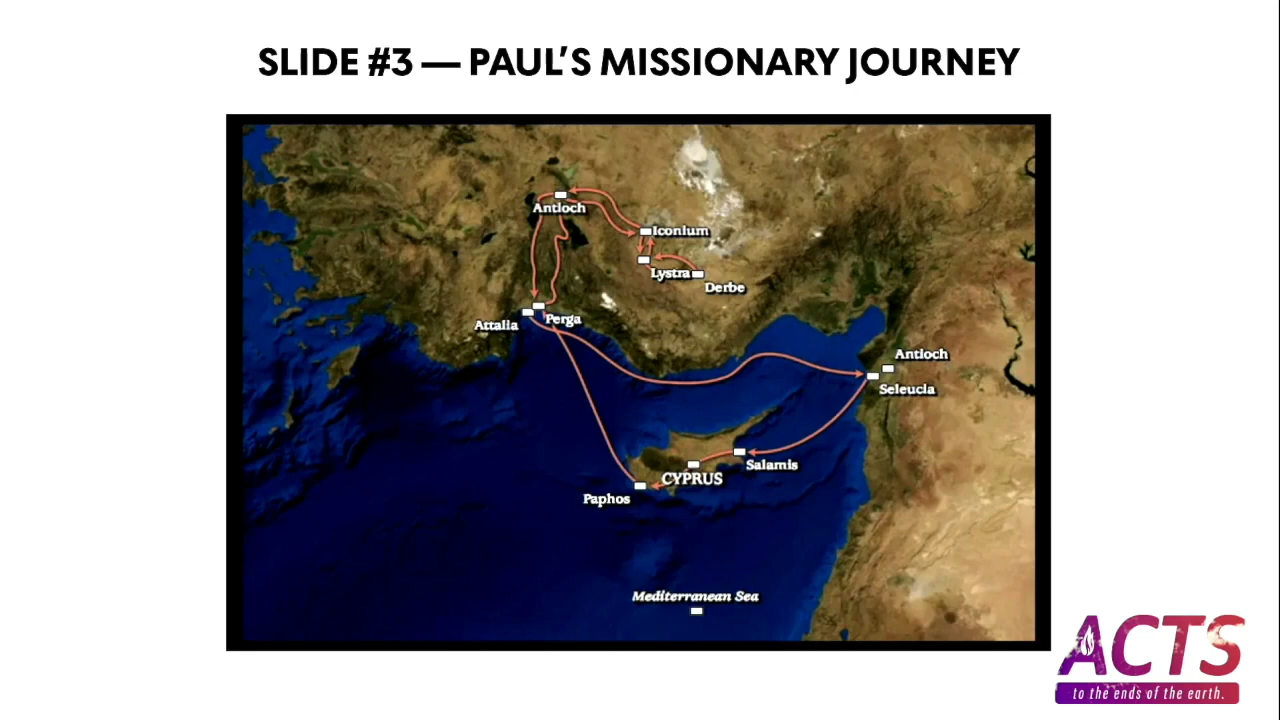 SLIDE #3 — PAUL'S MISSIONARY JOURNEY
Antioch
Iconium
Lystra
Derbe
Attalia
Perga
Antioch
Seleucia
Salamis
CYPRUS
Paphos
Mediterranean Sea
ACTS
to the ends of the earth.